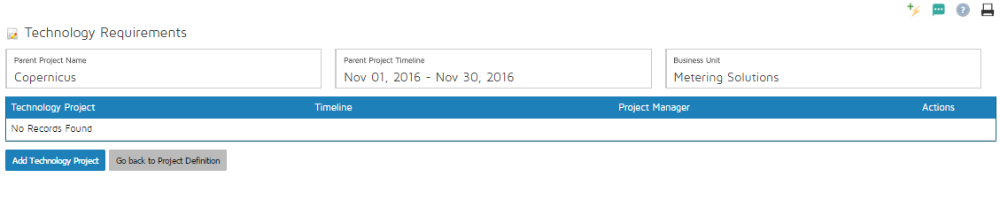 Technology Requirements
Parent Project Name
Parent Project Timeline
Business Unit
Copernicus
Nov 01, 2016 - Nov 30, 2016
Metering Solutions
Technology Project Timeline Project Manager Actions
No Records Found
Add Technology Project Go back to Project Definition